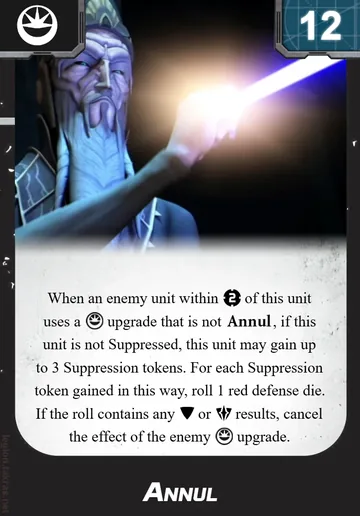 12
When an enemy unit within 2 of this unit
uses a upgrade that is not Annul, if this
unit is not Suppressed, this unit may gain up
to 3 Suppression tokens. For each Suppression
token gained in this way, roll 1 red defense die.
If the roll contains any or results, cancel
the effect of the enemy upgrade.
ANNUL